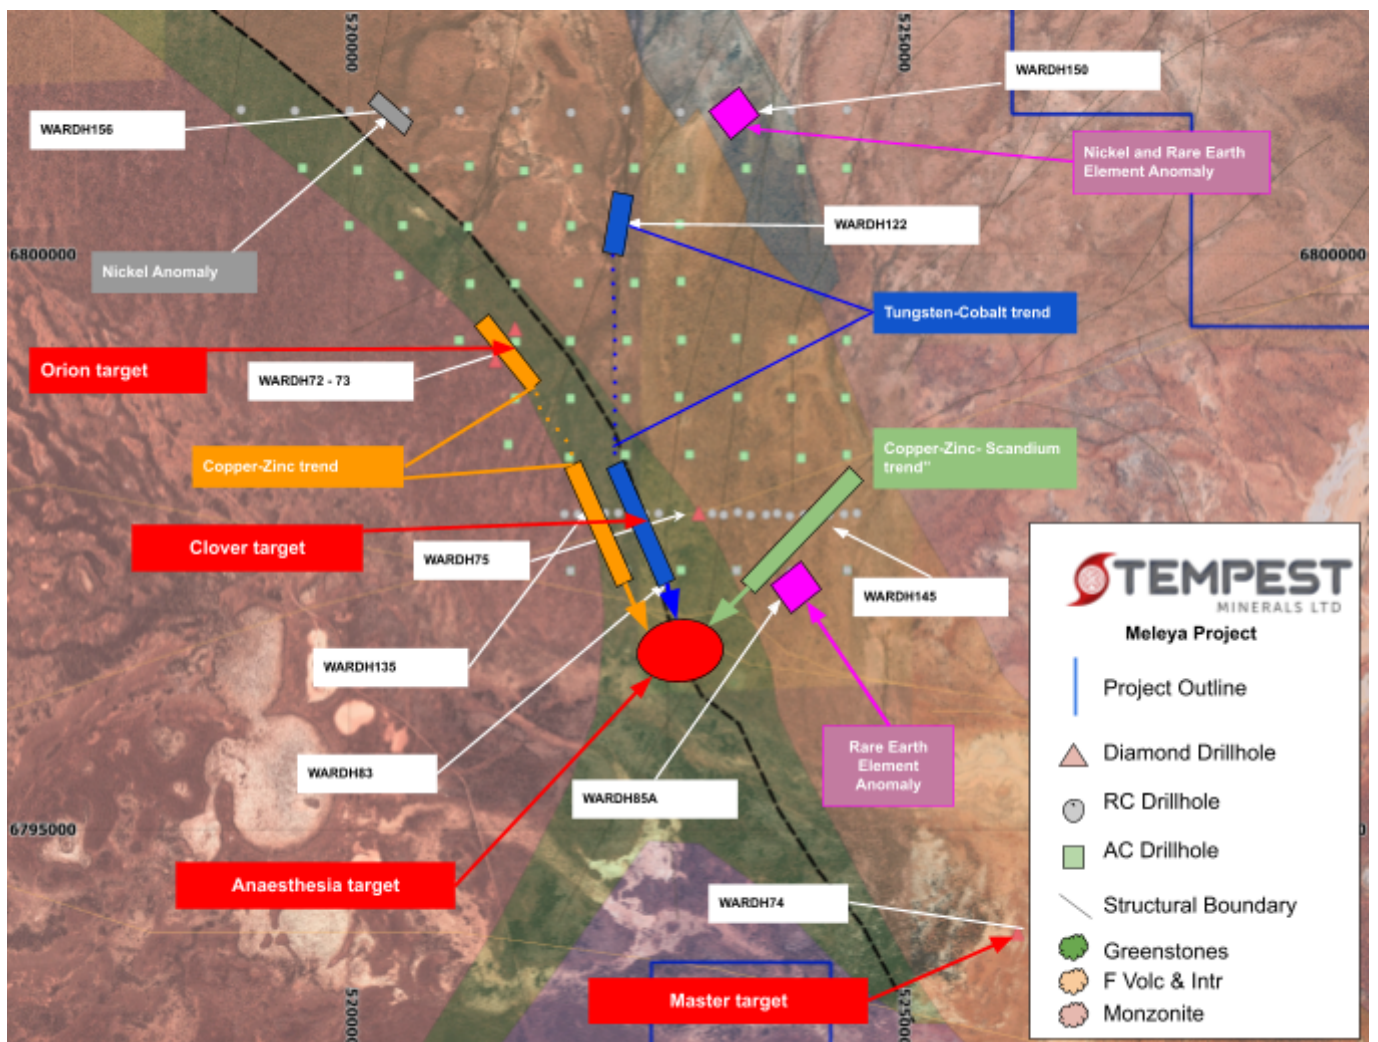 520000
525000
WARDH150
WARDH156
Nickel and Rare Earth
Element Anomaly
WARDH122
6800000
6800000
Nickel Anomaly
Tungsten-Cobalt trend
Orion target
WARDH72 - 73
Copper-Zinc trend
Copper-Zinc- Scandium
trend"
Clover target
WARDH75
WARDH145
TEMPEST
MINERALS LTD
Meleya Project
WARDH135
Project Outline
Rare Earth
Element
Anomaly
Diamond Drillhole
WARDH83
WARDH85A
RC Drillhole
6795000
0
AC Drillhole
Anaesthesia target
WARDH74
Structural Boundary
Greenstones
F Volc & Intr
Master target
Monzonite
520000
525000